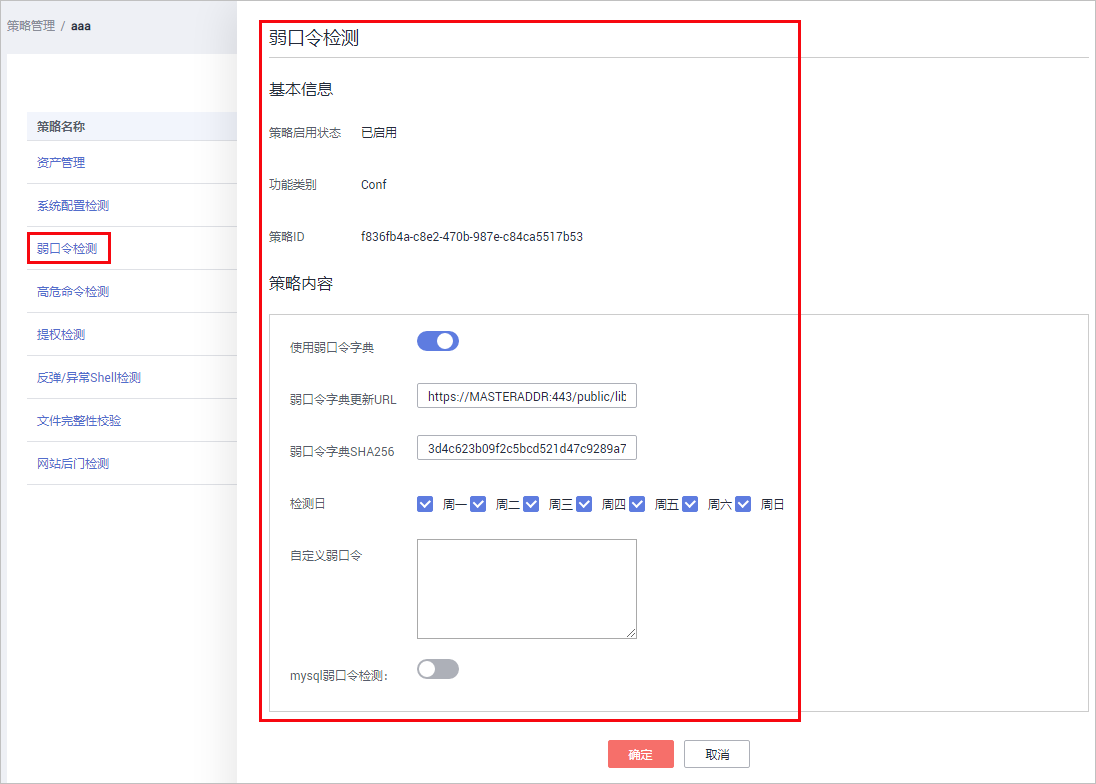 策略管理 / aaa
策略名称
资产管理
系统配置检测
弱口令检测
高危命令检测
提权检测
反弹/异常Shell检测
文件完整性校验
网站后门检测
弱口令检测
基本信息
策略启用状态 已启用
功能类别 Conf
策略ID f836fb4a-c8e2-470b-987e-c84ca5517b53
策略内容
使用弱口令字典
弱口令字典更新URL https://MASTERADDR:443/public/lib
弱口令字典SHA256 3d4c623b09f2c5bcd521d47c9289a7
检测日 周一 周二 周三 周四 周五 周六 周日
自定义弱口令
mysql弱口令检测：
确定 取消